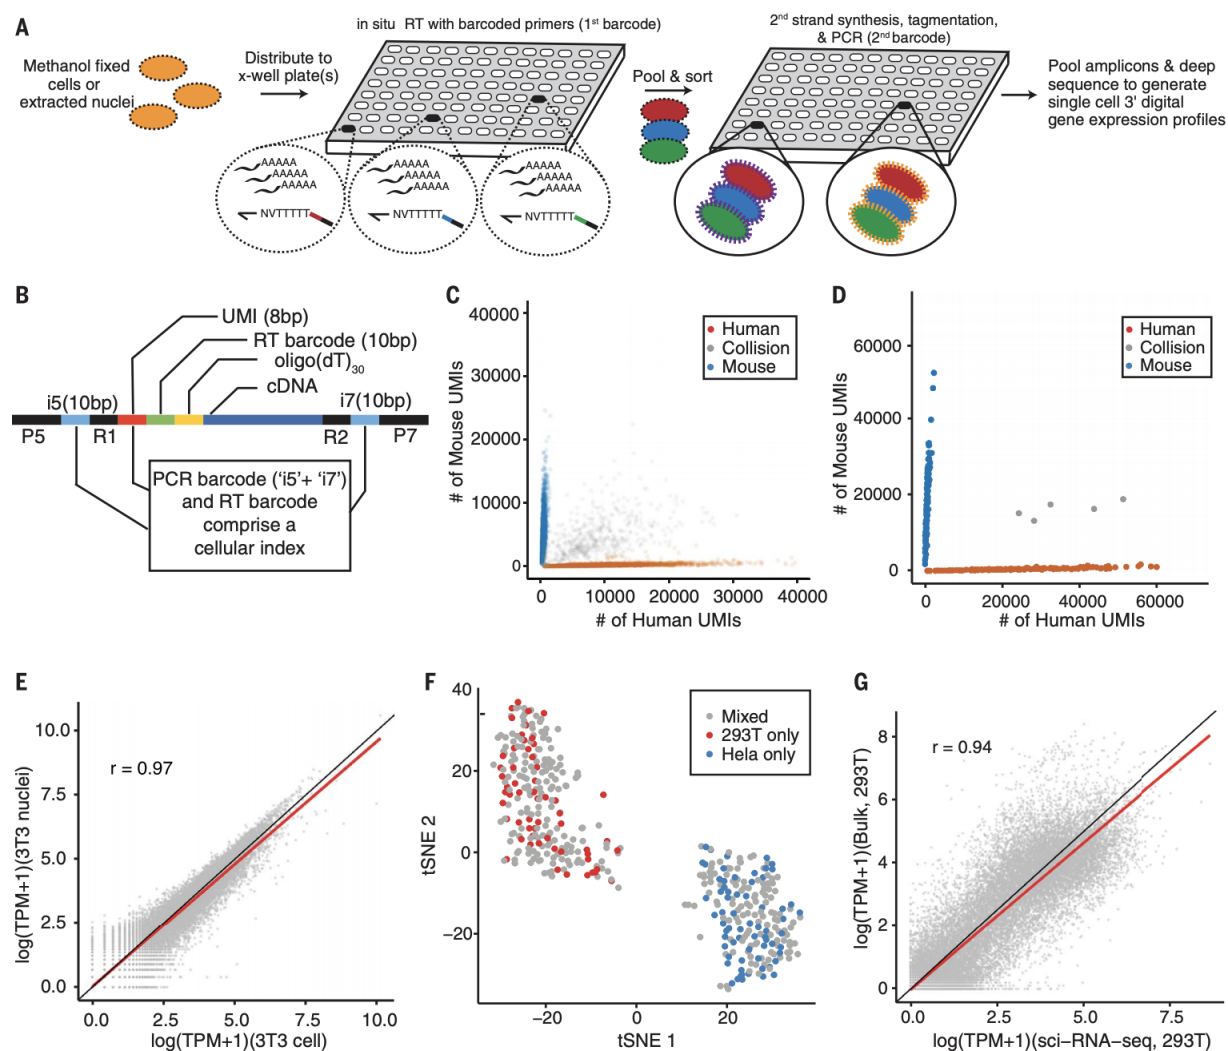 A
Methanol fixed
cells or
extracted nuclei
Distribute to
x-well plate(s)
in situ RT with barcoded primers (1st barcode)
AAAAA
AAAAA
AAAAA
NVTTTTT
AAAAA
AAAAA
AAAAA
NVTTTTT
AAAAA
AAAAA
AAAAA
NVTTTTT
Pool & sort
2nd strand synthesis, tagmentation,
& PCR (2nd barcode)
Pool amplicons & deep
sequence to generate
single cell 3' digital
gene expression profiles
B
UMI (8bp)
RT barcode (10bp)
oligo(dT)30
cDNA
i5(10bp)
i7(10bp)
P5
R1
R2
P7
PCR barcode (‘i5’+ ‘i7’)
and RT barcode
comprise a
cellular index
C
40000
30000
20000
10000
0
# of Mouse UMIs
Human
Collision
Mouse
0 10000 20000 30000 40000
# of Human UMIs
D
60000
40000
20000
0
# of Mouse UMIs
Human
Collision
Mouse
0 20000 40000 60000
# of Human UMIs
E
10.0
7.5
5.0
2.5
0.0
log(TPM+1)(3T3 nuclei)
r = 0.97
0.0 2.5 5.0 7.5 10.0
log(TPM+1)(3T3 cell)
F
40
20
0
−20
tSNE 2
Mixed
293T only
Hela only
−20 0 20
tSNE 1
G
8
6
4
2
0
log(TPM+1)(Bulk, 293T)
r = 0.94
0.0 2.5 5.0 7.5
log(TPM+1)(sci−RNA−seq, 293T)